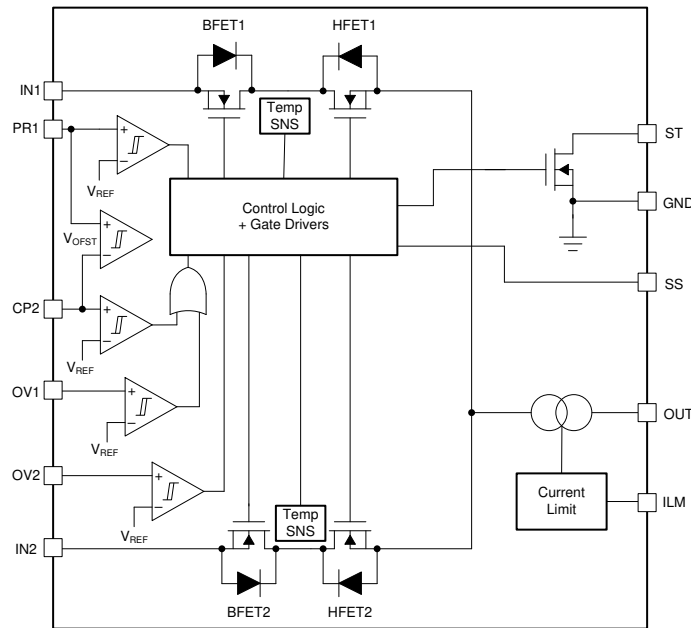 BFET1
HFET1
IN1
Temp
SNS
PR1
ST
VREF
Control Logic
+ Gate Drivers
GND
VOFST
SS
CP2
VREF
OV1
OUT
VREF
OV2
Current
Limit
ILM
Temp
SNS
VREF
IN2
BFET2
HFET2